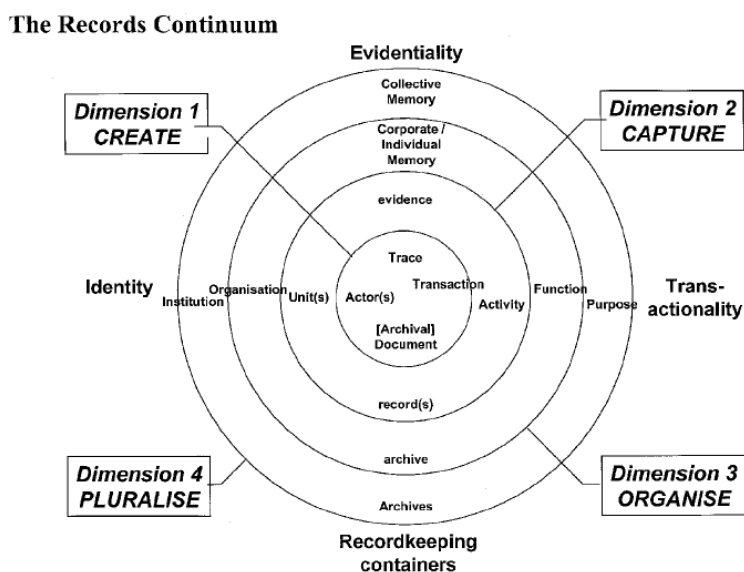 The Records Continuum
Evidentiality
Collective
Memory
Dimension 1
CREATE
Dimension 2
CAPTURE
Corporate /
Individual
Memory
evidence
Trace
Identity
Institution
Organisation
Unit(s)
Actor(s)
Transaction
Activity
Function
Purpose
Trans-
actionality
[Archival]
Document
record(s)
archive
Dimension 4
PLURALISE
Dimension 3
ORGANISE
Archives
Recordkeeping
containers